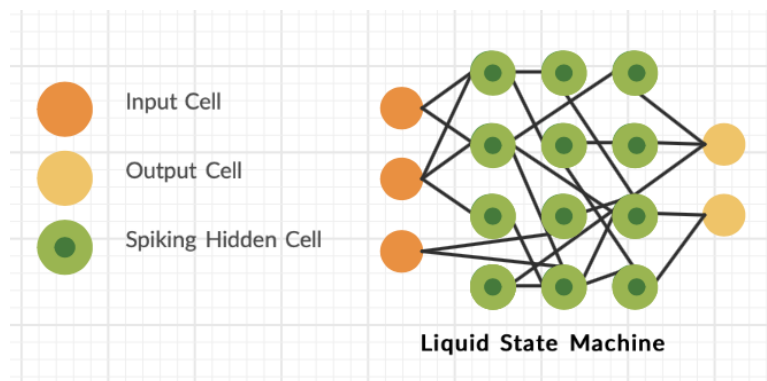 Input Cell
Output Cell
Spiking Hidden Cell
Liquid State Machine